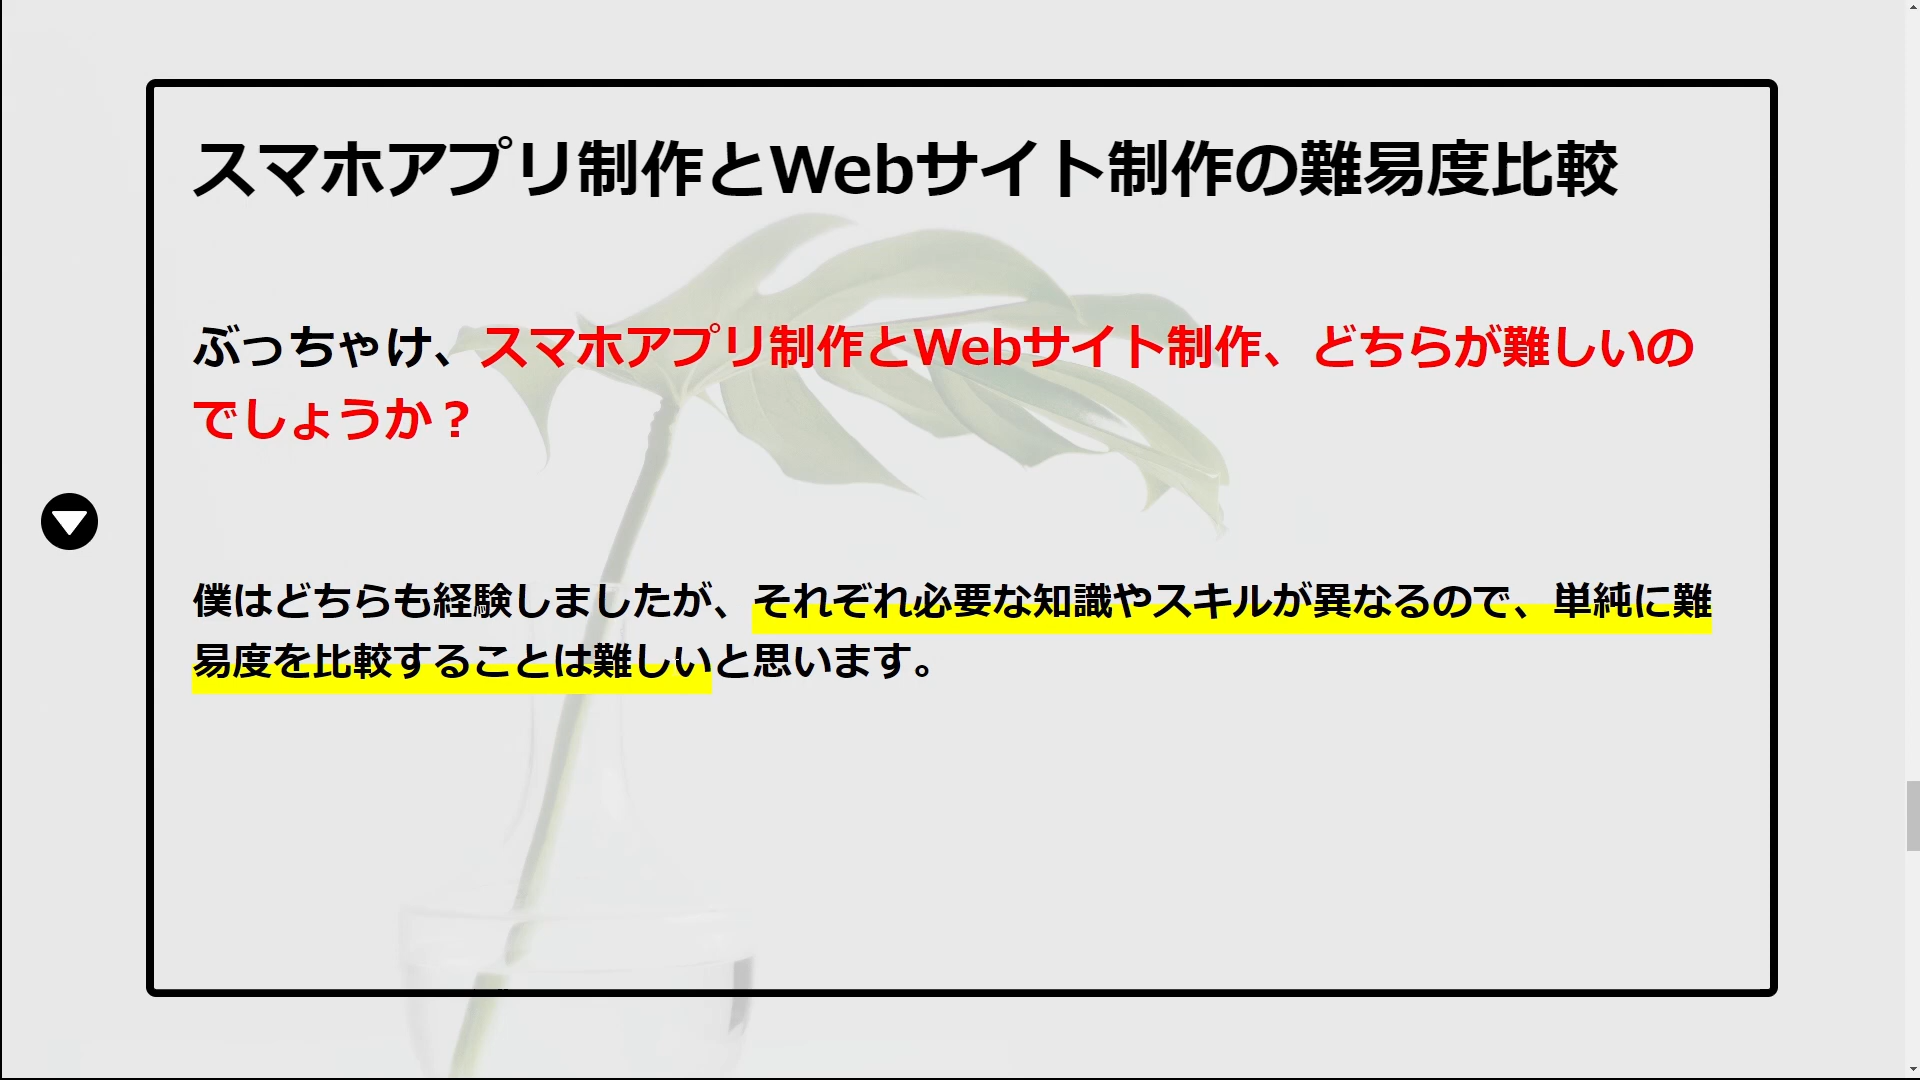 スマホアプリ制作とWebサイト制作の難易度比較
ぶっちゃけ、スマホアプリ制作とWebサイト制作、どちらが難しいの
でしょうか？
僕はどちらも経験しましたが、それぞれ必要な知識やスキルが異なるので、単純に難
易度を比較することは難しいと思います。